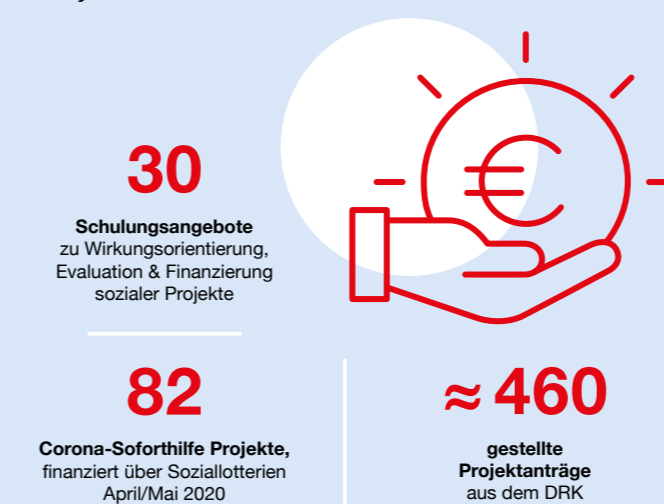 30
Schulungsangebote
zu Wirkungsorientierung,
Evaluation & Finanzierung
sozialer Projekte
82
Corona-Soforthilfe Projekte,
finanziert über Soziallotterien
April/Mai 2020
≈ 460
gestellte
Projektanträge
aus dem DRK